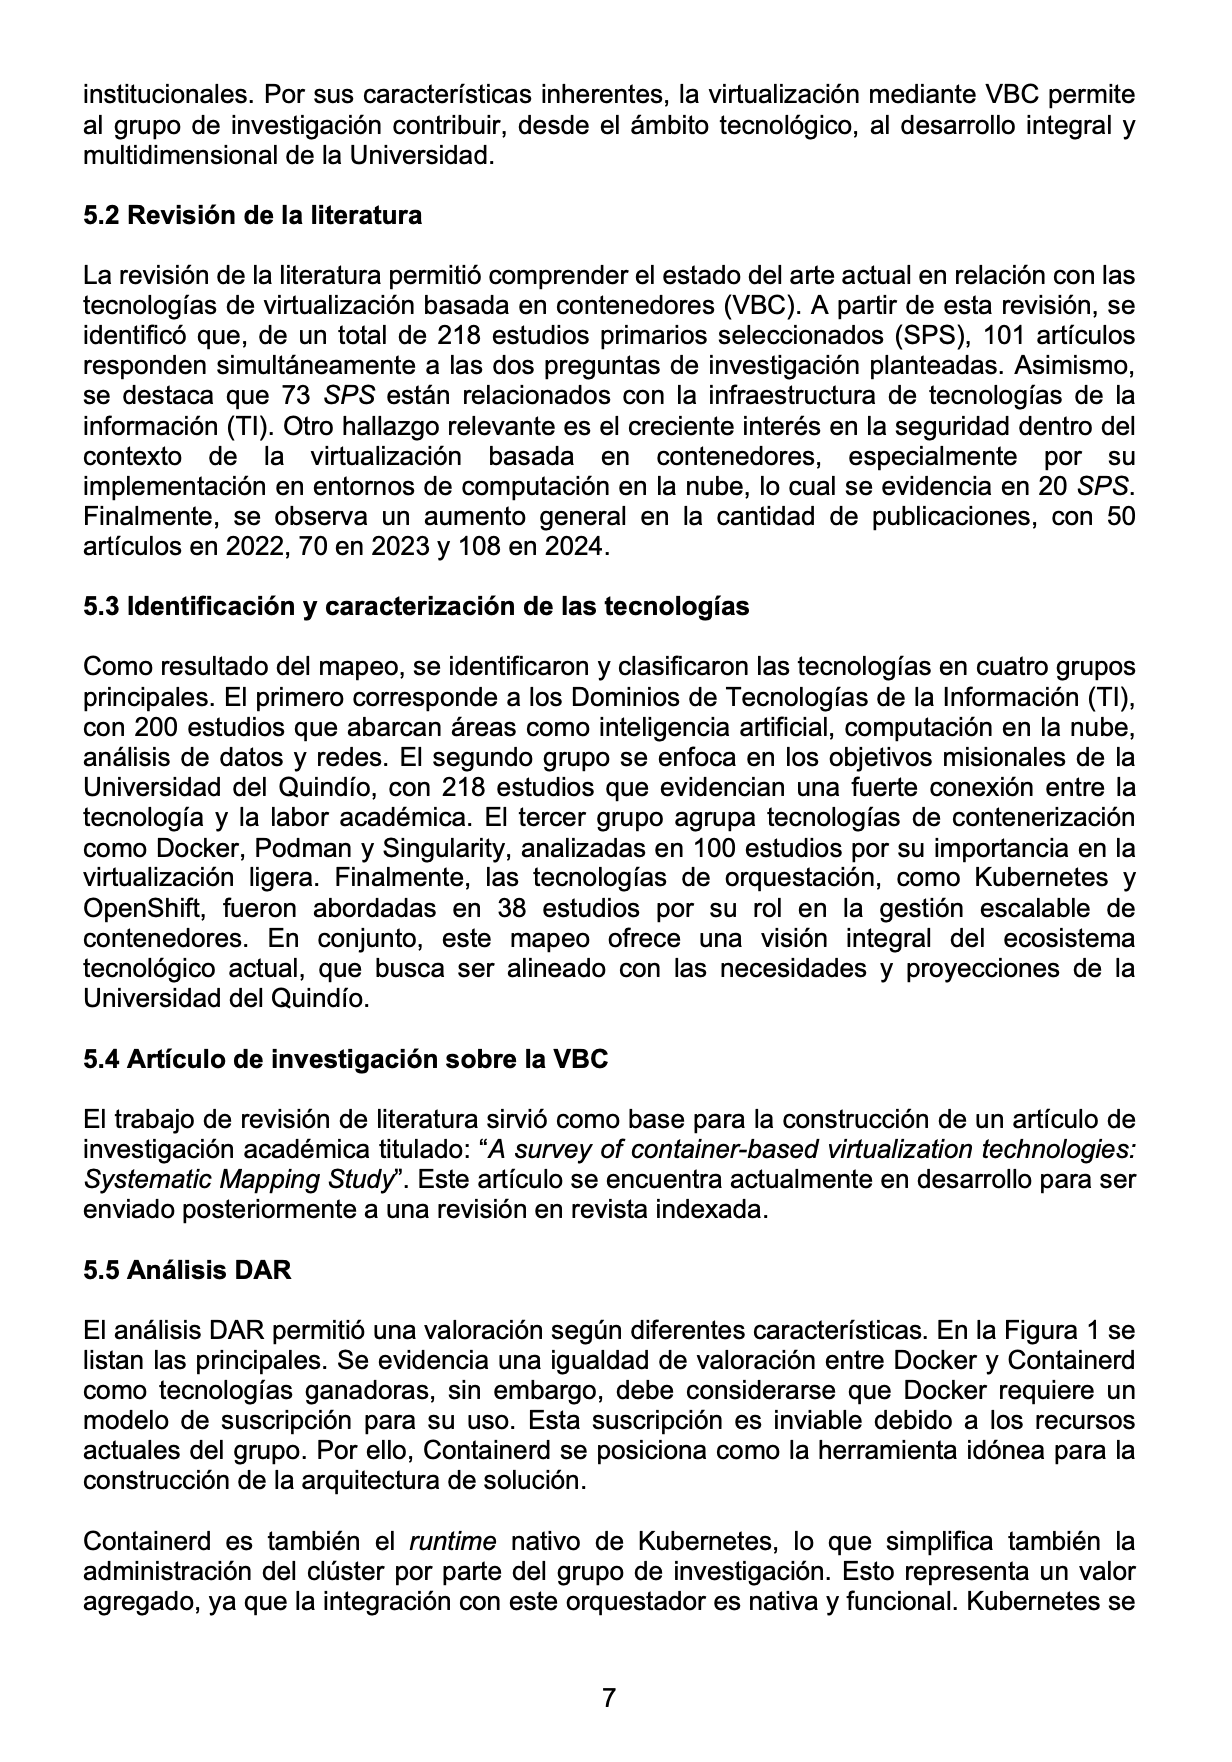 institucionales. Por sus características inherentes, la virtualización mediante VBC permite
al grupo de investigación contribuir, desde el ámbito tecnológico, al desarrollo integral y
multidimensional de la Universidad.
5.2 Revisión de la literatura
La revisión de la literatura permitió comprender el estado del arte actual en relación con las
tecnologías de virtualización basada en contenedores (VBC). A partir de esta revisión, se
identificó que, de un total de 218 estudios primarios seleccionados (SPS), 101 artículos
responden simultáneamente a las dos preguntas de investigación planteadas. Asimismo,
se destaca que 73 SPS están relacionados con la infraestructura de tecnologías de la
información (TI). Otro hallazgo relevante es el creciente interés en la seguridad dentro del
contexto de la virtualización basada en contenedores, especialmente por su
implementación en entornos de computación en la nube, lo cual se evidencia en 20 SPS.
Finalmente, se observa un aumento general en la cantidad de publicaciones, con 50
artículos en 2022, 70 en 2023 y 108 en 2024.
5.3 Identificación y caracterización de las tecnologías
Como resultado del mapeo, se identificaron y clasificaron las tecnologías en cuatro grupos
principales. El primero corresponde a los Dominios de Tecnologías de la Información (TI),
con 200 estudios que abarcan áreas como inteligencia artificial, computación en la nube,
análisis de datos y redes. El segundo grupo se enfoca en los objetivos misionales de la
Universidad del Quindío, con 218 estudios que evidencian una fuerte conexión entre la
tecnología y la labor académica. El tercer grupo agrupa tecnologías de contenerización
como Docker, Podman y Singularity, analizadas en 100 estudios por su importancia en la
virtualización ligera. Finalmente, las tecnologías de orquestación, como Kubernetes y
OpenShift, fueron abordadas en 38 estudios por su rol en la gestión escalable de
contenedores. En conjunto, este mapeo ofrece una visión integral del ecosistema
tecnológico actual, que busca ser alineado con las necesidades y proyecciones de la
Universidad del Quindío.
5.4 Artículo de investigación sobre la VBC
El trabajo de revisión de literatura sirvió como base para la construcción de un artículo de
investigación académica titulado: “A survey of container-based virtualization technologies:
Systematic Mapping Study”. Este artículo se encuentra actualmente en desarrollo para ser
enviado posteriormente a una revisión en revista indexada.
5.5 Análisis DAR
El análisis DAR permitió una valoración según diferentes características. En la Figura 1 se
listan las principales. Se evidencia una igualdad de valoración entre Docker y Containerd
como tecnologías ganadoras, sin embargo, debe considerarse que Docker requiere un
modelo de suscripción para su uso. Esta suscripción es inviable debido a los recursos
actuales del grupo. Por ello, Containerd se posiciona como la herramienta idónea para la
construcción de la arquitectura de solución.
Containerd es también el runtime nativo de Kubernetes, lo que simplifica también la
administración del clúster por parte del grupo de investigación. Esto representa un valor
agregado, ya que la integración con este orquestador es nativa y funcional. Kubernetes se
7